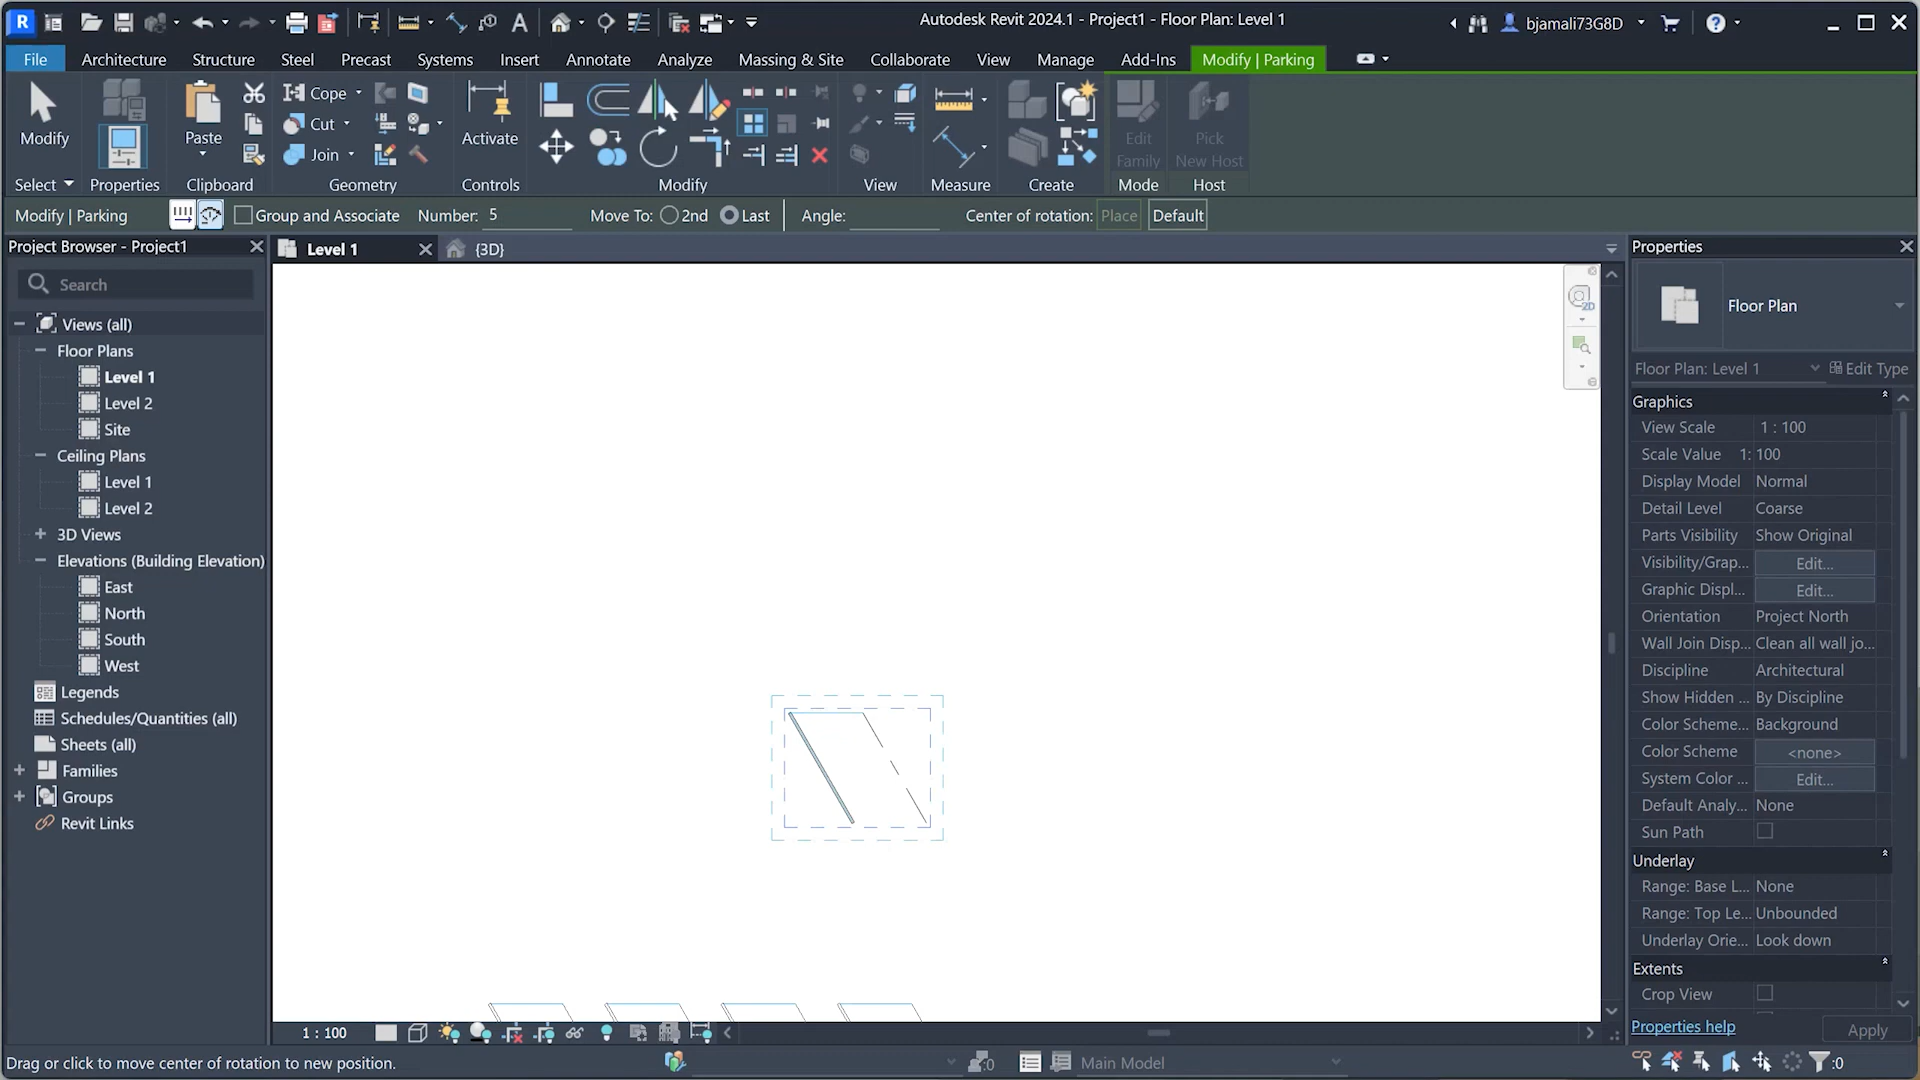 R
A
Autodesk Revit 2024.1 - Project1 - Floor Plan: Level 1
bjamali73G8D
?
File Architecture Structure Steel Precast Systems Insert Annotate Analyze Massing & Site Collaborate View Manage Add-Ins Modify | Parking
Modify
Paste
Cope
Cut
Join
Activate
Edit
Family
Pick
New Host
Select Properties Clipboard Geometry Controls Modify View Measure Create Mode Host
Modify | Parking Group and Associate Number: 5 Move To: 2nd Last Angle: Center of rotation: Place Default
Project Browser - Project1
Search
Views (all)
Floor Plans
Level 1
Level 2
Site
Ceiling Plans
Level 1
Level 2
3D Views
Elevations (Building Elevation)
East
North
South
West
Legends
Schedules/Quantities (all)
Sheets (all)
Families
Groups
Revit Links
Level 1
{3D}
2D
Properties
Floor Plan
Floor Plan: Level 1 Edit Type
Graphics
View Scale 1 : 100
Scale Value 1: 100
Display Model Normal
Detail Level Coarse
Parts Visibility Show Original
Visibility/Grap... Edit...
Graphic Displ... Edit...
Orientation Project North
Wall Join Disp... Clean all wall jo...
Discipline Architectural
Show Hidden ... By Discipline
Color Scheme... Background
Color Scheme <none>
System Color ... Edit...
Default Analy... None
Sun Path
Underlay
Range: Base L... None
Range: Top Le... Unbounded
Underlay Orie... Look down
Extents
Crop View
Properties help Apply
1 : 100
Drag or click to move center of rotation to new position.
:0
Main Model
:0